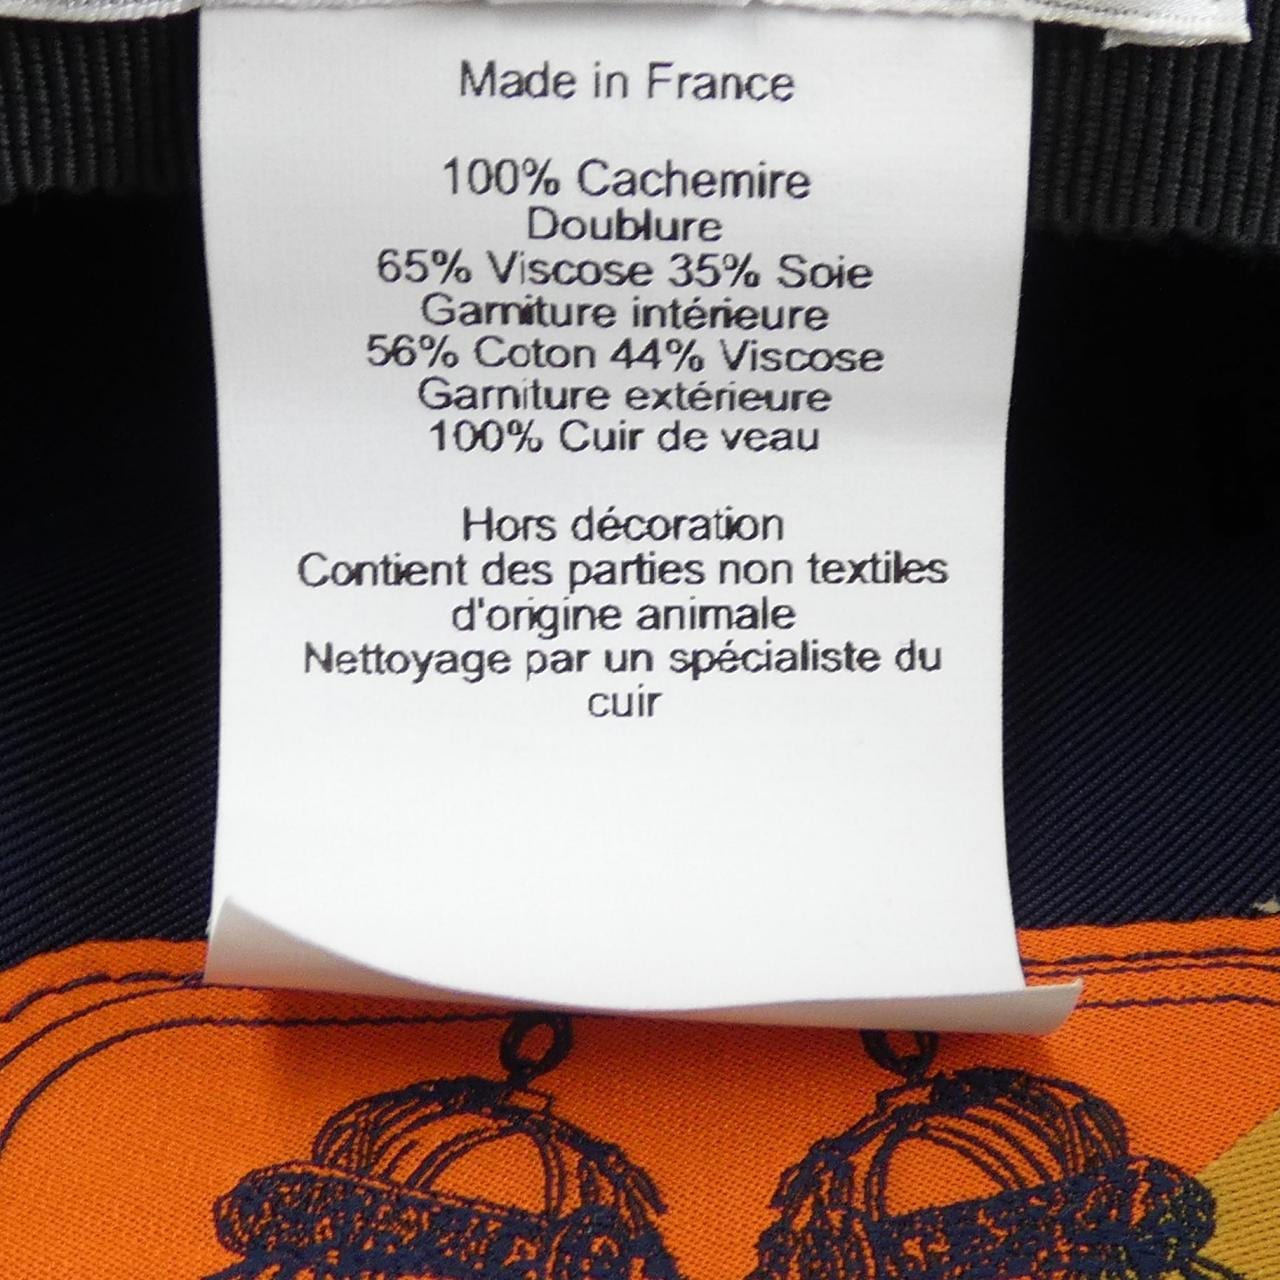 Made in France
100% Cachemire
Doublure
65% Viscose 35% Soie
Garniture intérieure
56% Coton 44% Viscose
Garniture extérieure
100% Cuir de veau
Hors décoration
Contient des parties non textiles
d'origine animale
Nettoyage par un spécialiste du
cuir